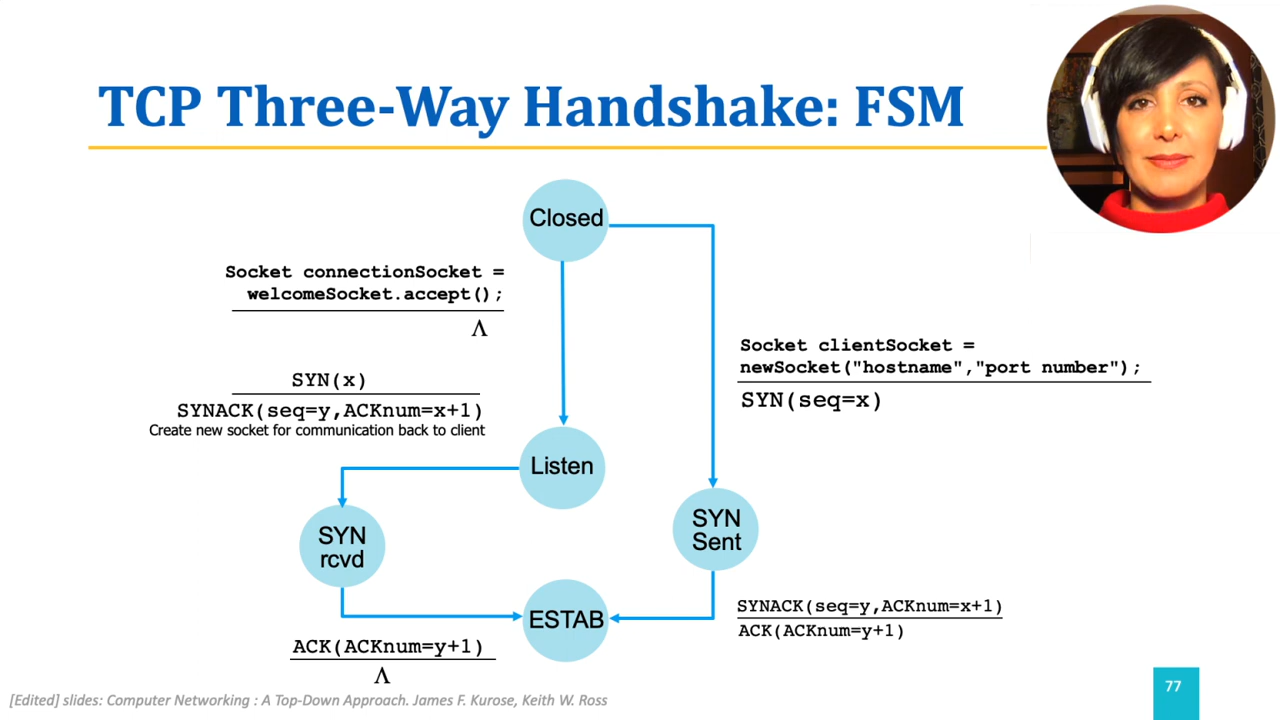 TCP Three-Way Handshake: FSM
Closed
Socket connectionSocket =
welcomeSocket.accept();
Λ
Socket clientSocket =
newSocket("hostname","port number");
SYN(seq=x)
SYN(x)
SYNACK(seq=y,ACKnum=x+1)
Create new socket for communication back to client
Listen
SYN
rcvd
SYN
Sent
ESTAB
SYNACK(seq=y,ACKnum=x+1)
ACK(ACKnum=y+1)
ACK(ACKnum=y+1)
Λ
[Edited] slides: Computer Networking : A Top-Down Approach. James F. Kurose, Keith W. Ross
77